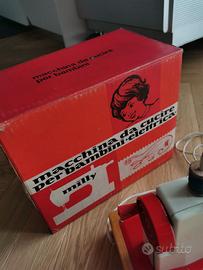 macchina da cucire
per bambini
macchina da cucire
per bambini-elettrica
milly
subito